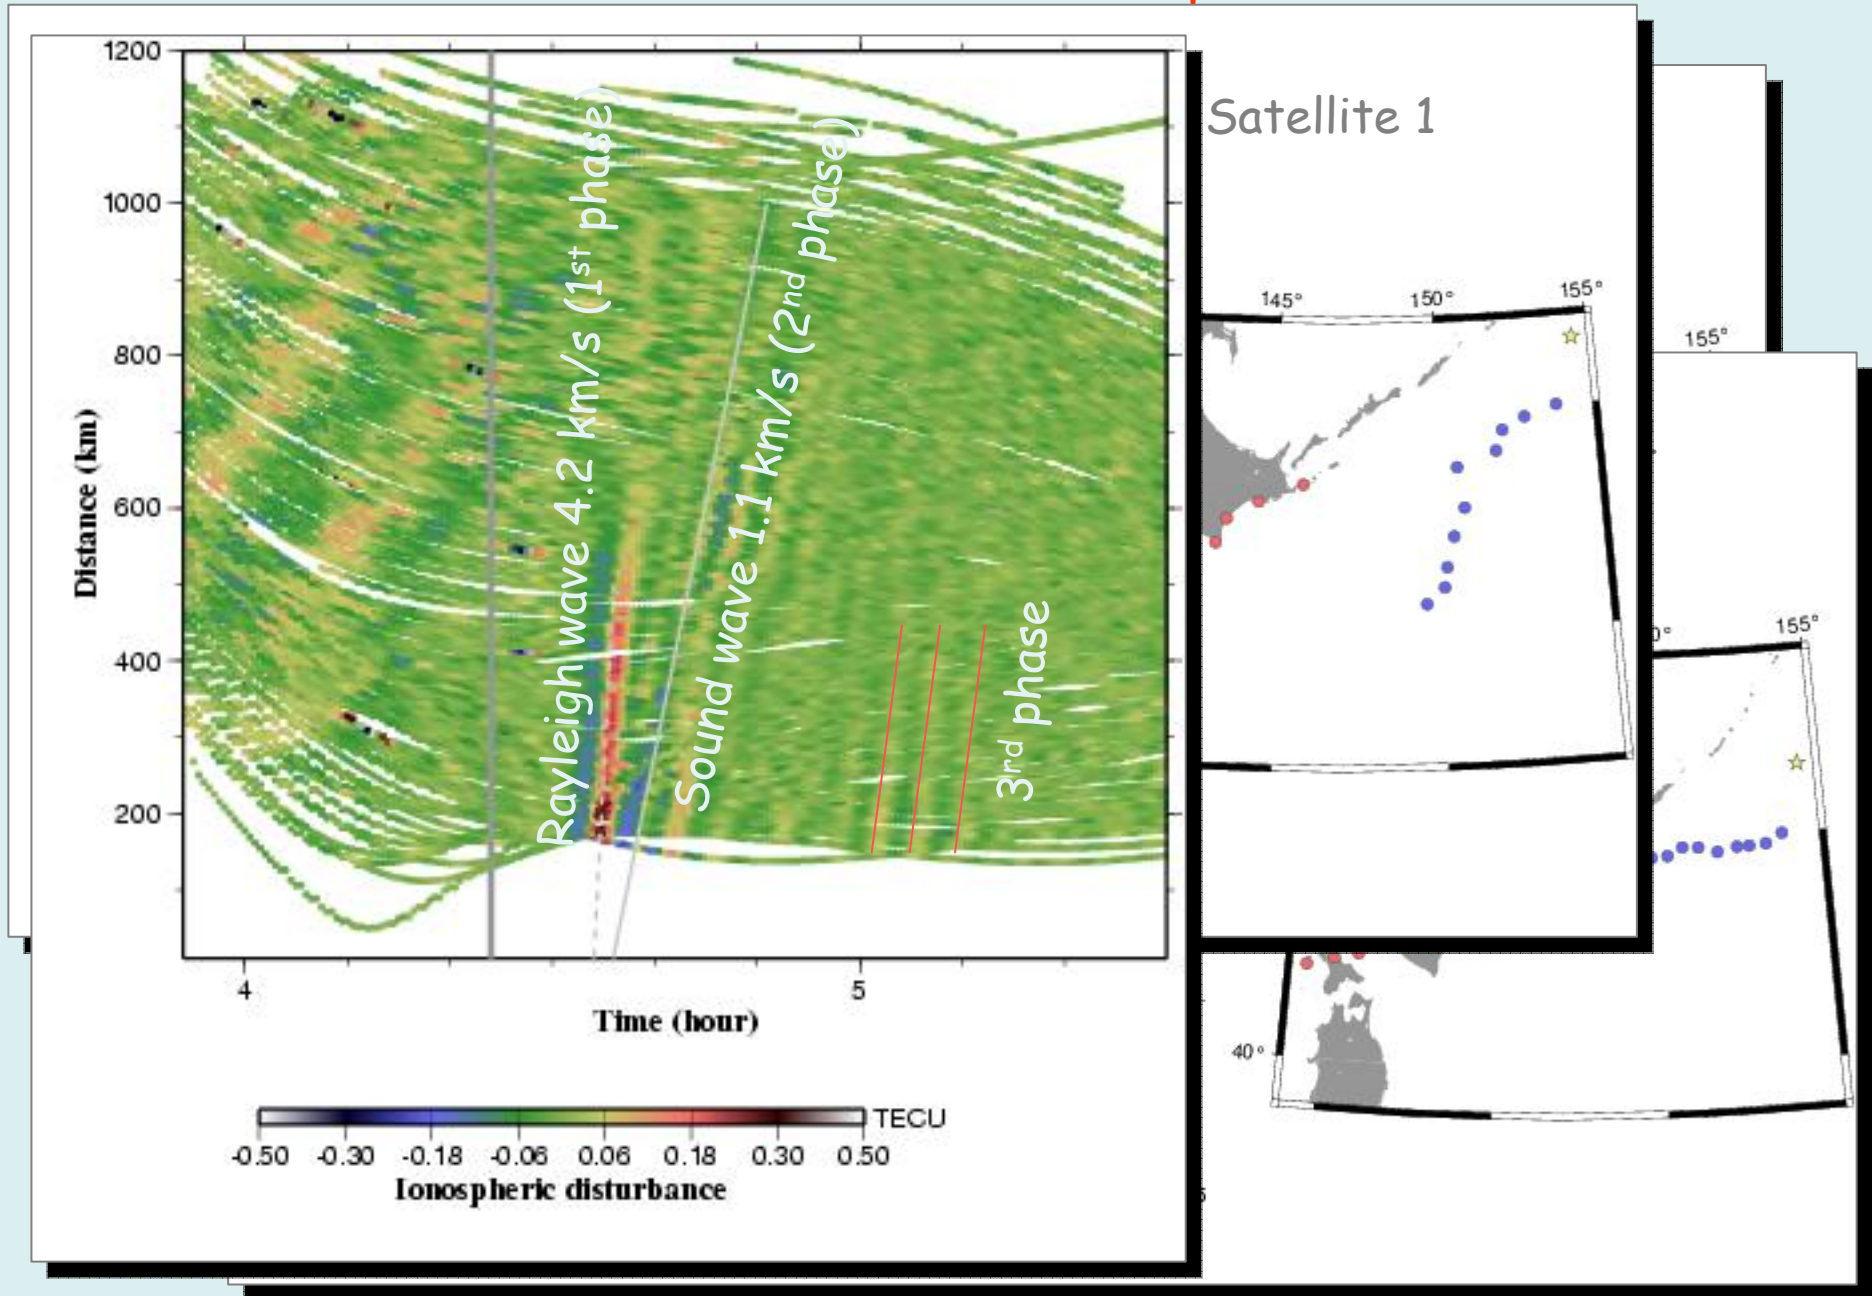 1200
1000
800
600
400
200
Distance (km)
Rayleigh wave 4.2 km/s (1st phase)
Sound wave 1.1 km/s (2nd phase)
3rd phase
4
5
Time (hour)
TECU
-0.50 -0.30 -0.18 -0.06 0.06 0.18 0.30 0.50
Ionospheric disturbance
Satellite 1
145° 150° 155°
155°
155°
40°